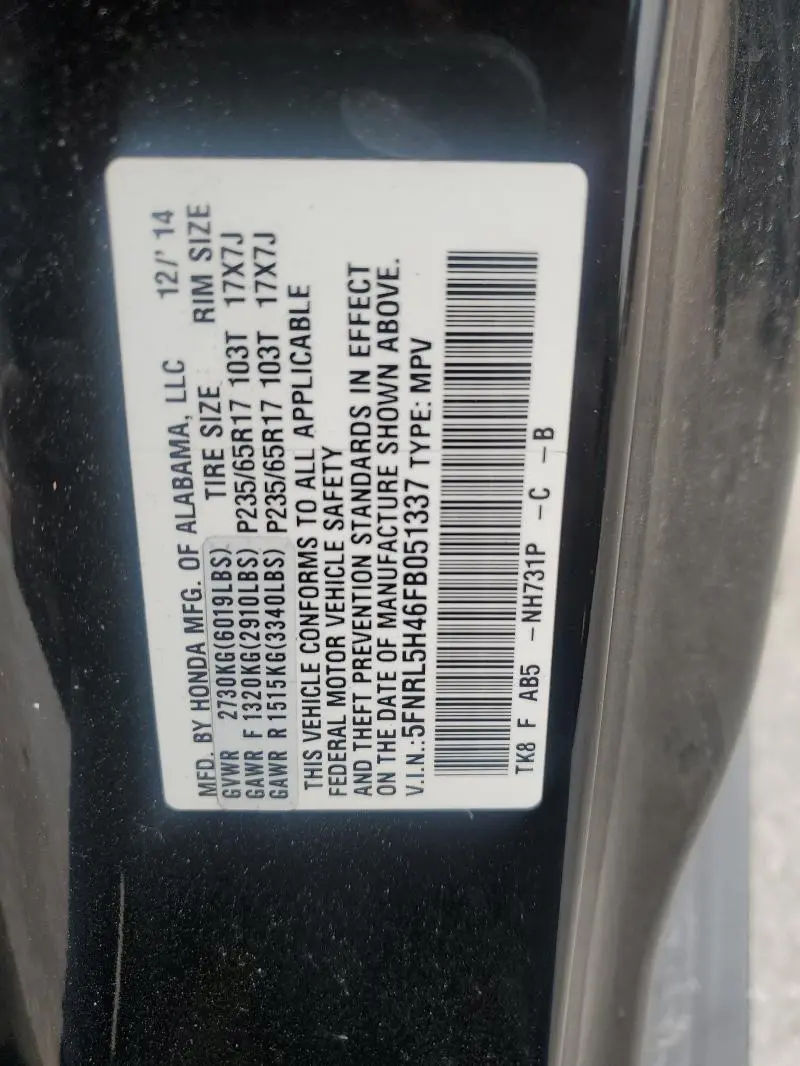 MFD. BY HONDA MFG. OF ALABAMA, LLC 12/' 14
GVWR 2730KG(6019LBS) TIRE SIZE RIM SIZE
GAWR F 1320KG(2910LBS) P235/65R17 103T 17X7J
GAWR R 1515KG(3340LBS) P235/65R17 103T 17X7J
THIS VEHICLE CONFORMS TO ALL APPLICABLE
FEDERAL MOTOR VEHICLE SAFETY
AND THEFT PREVENTION STANDARDS IN EFFECT
ON THE DATE OF MANUFACTURE SHOWN ABOVE.
V.I.N.:5FNRL5H46FB051337 TYPE: MPV
TK8 F AB5 -NH731P -C -B